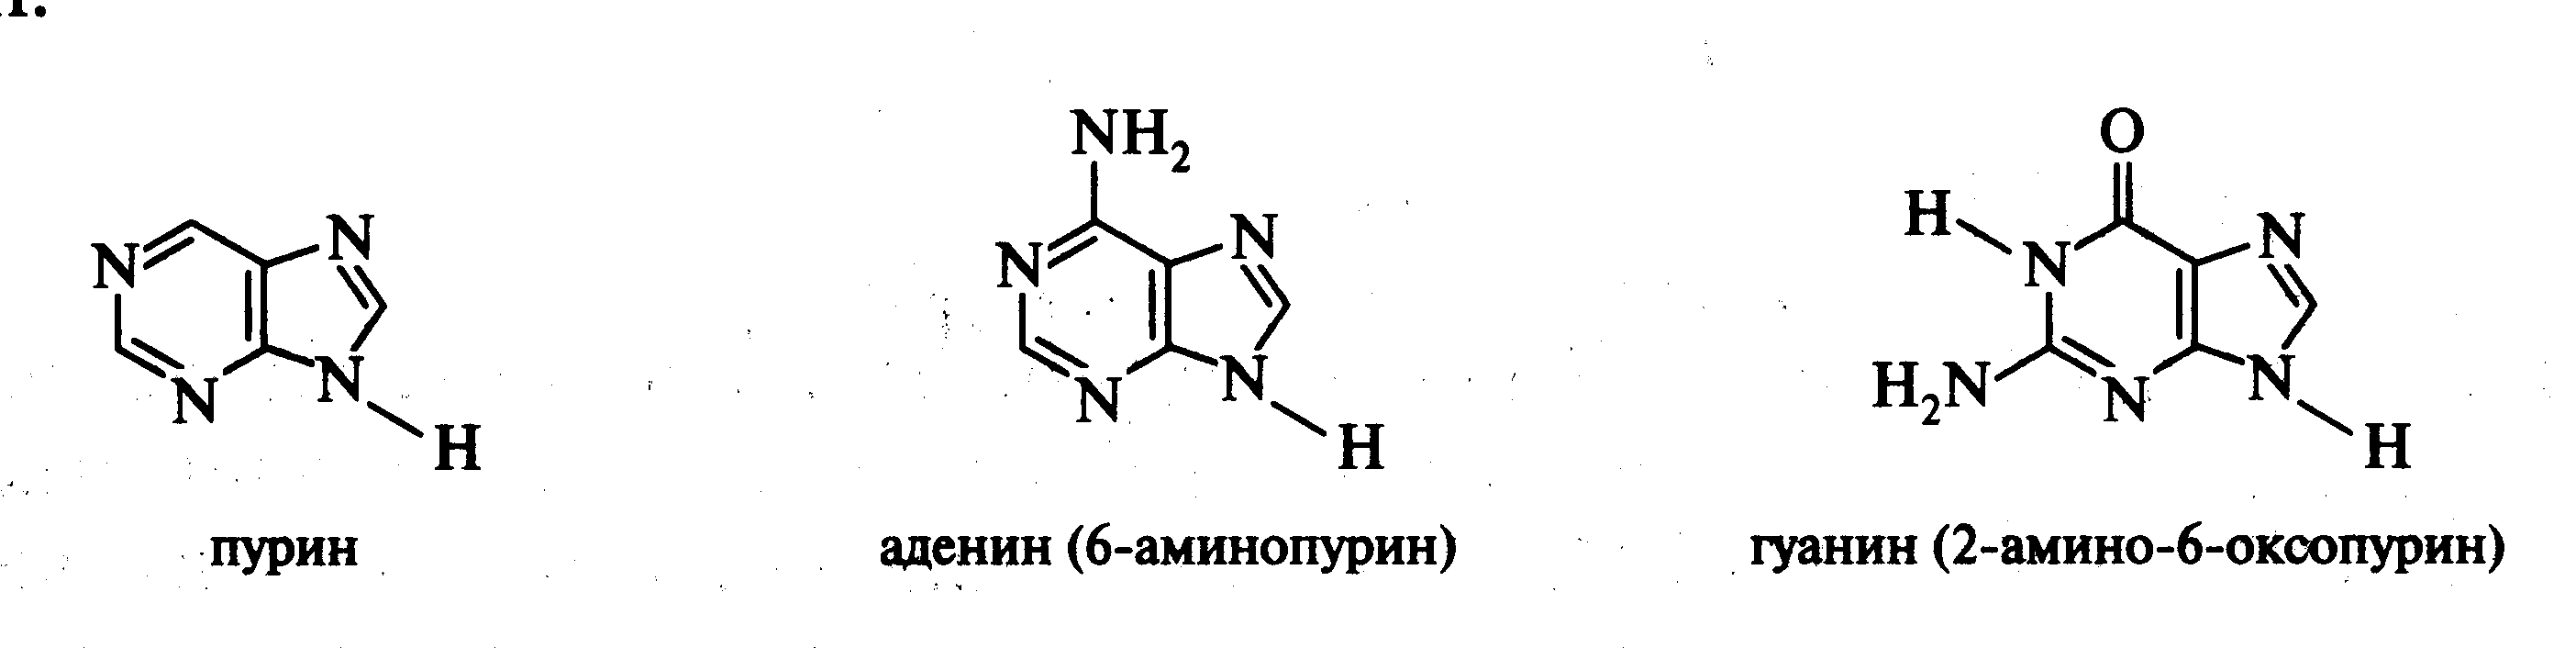 NH₂
O
H
N
N
N
N
N
N
N
N
N
N
H₂N
N
N
H
H
H
пурин
аденин (6-аминопурин)
гуанин (2-амино-6-оксопурин)